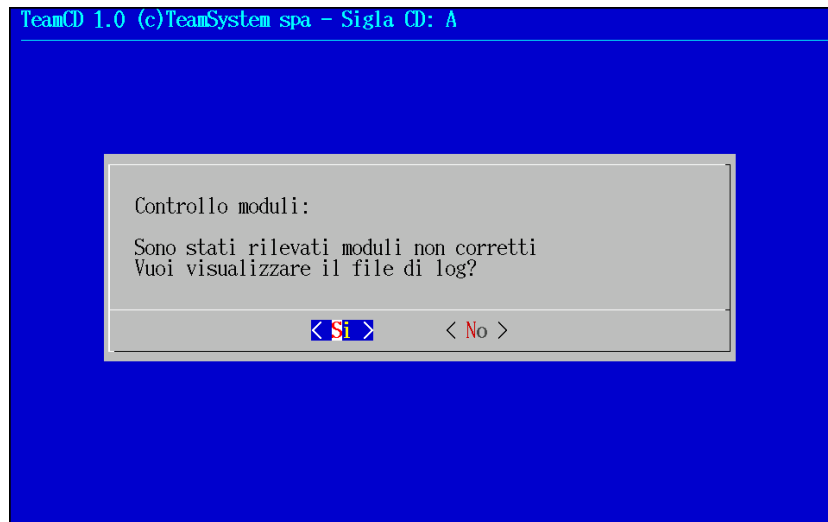 TeamCD 1.0 (c)TeamSystem spa - Sigla CD: A
Controllo moduli:
Sono stati rilevati moduli non corretti
Vuoi visualizzare il file di log?
< Si > < No >